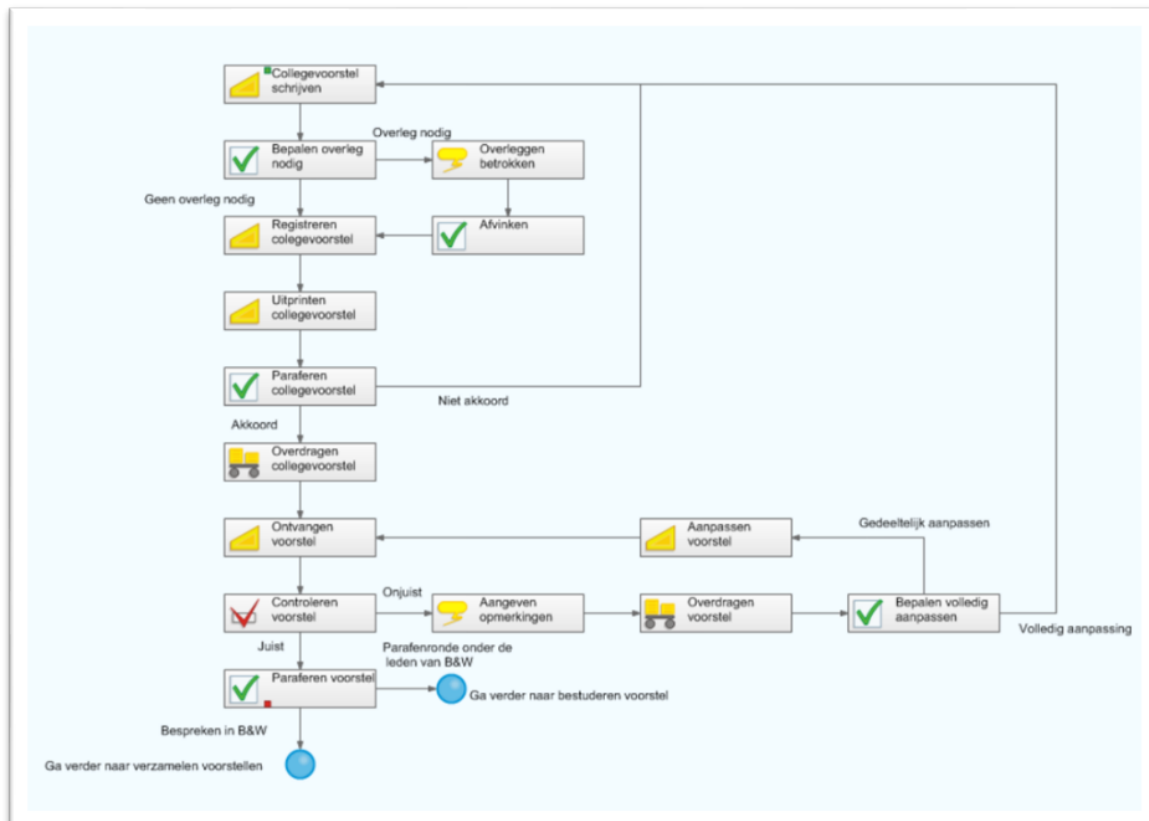 Collegevoorstel
schrijven
Overleg nodig
Bepalen overleg
nodig
Overleggen
betrokken
Geen overleg nodig
Registreren
colegevoorstel
Afvinken
Uitprinten
collegevoorstel
Paraferen
collegevoorstel
Niet akkoord
Akkoord
Overdragen
collegevoorstel
Ontvangen
voorstel
Aanpassen
voorstel
Gedeeltelijk aanpassen
Controleren
voorstel
Onjuist
Aangeven
opmerkingen
Overdragen
voorstel
Bepalen volledig
aanpassen
Volledig aanpassing
Juist
Parafenronde onder de
leden van B&W
Paraferen voorstel
Ga verder naar bestuderen voorstel
Bespreken in B&W
Ga verder naar verzamelen voorstellen